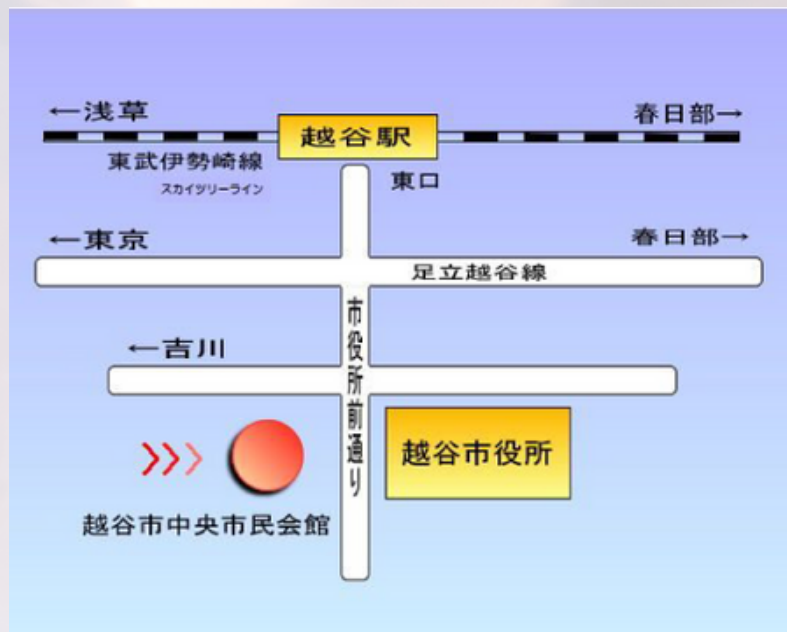 ←浅草
春日部→
越谷駅
東武伊勢崎線
スカイツリーライン
東口
←東京
春日部→
足立越谷線
市役所前通り
←吉川
越谷市役所
越谷市中央市民会館